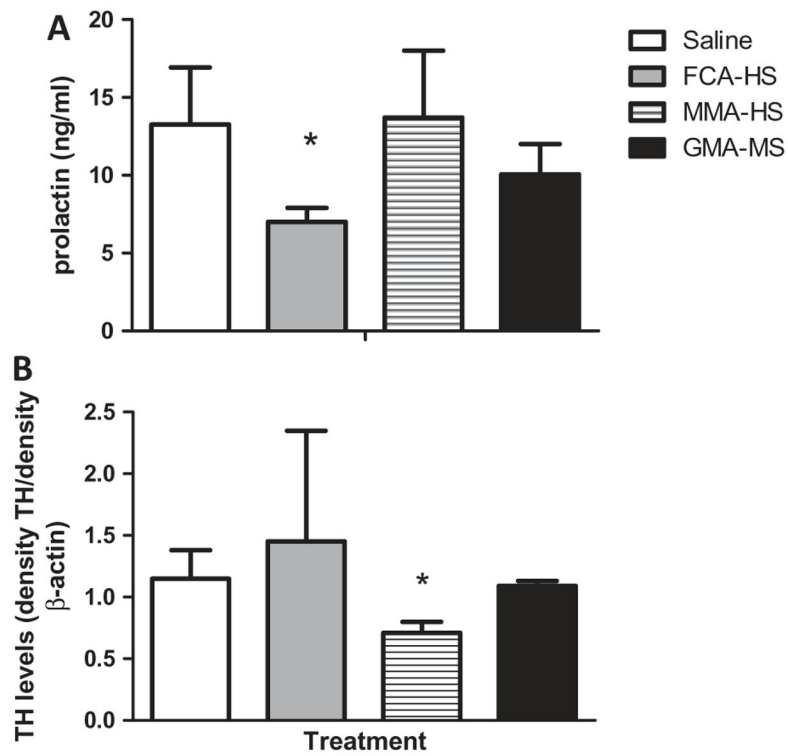 A
20
15
10
5
0
prolactin (ng/ml)
*
Saline
FCA-HS
MMA-HS
GMA-MS
B
2.5
2.0
1.5
1.0
0.5
0.0
TH levels (density TH/density
β-actin)
*
Treatment